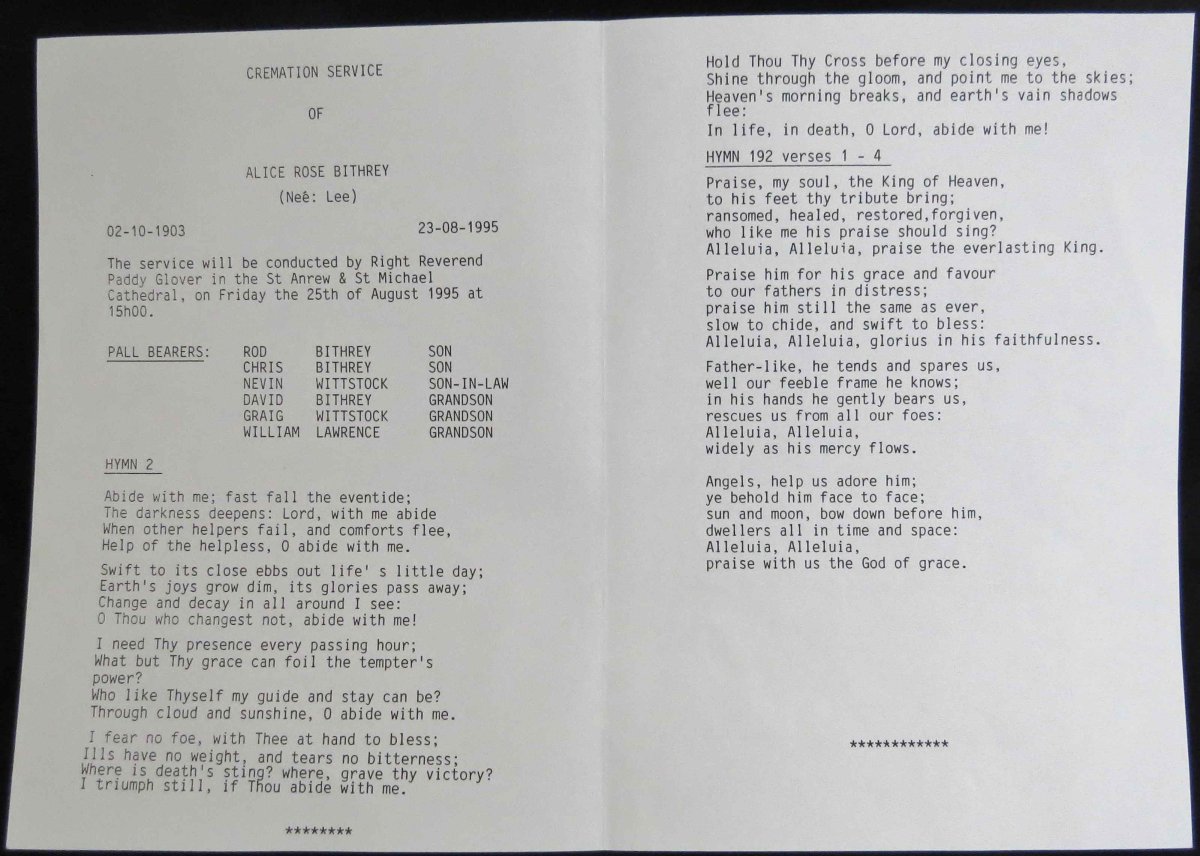 CREMATION SERVICE
OF
ALICE ROSE BITHREY
(Neé: Lee)
02-10-1903 23-08-1995
The service will be conducted by Right Reverend
Paddy Glover in the St Anrew & St Michael
Cathedral, on Friday the 25th of August 1995 at
15h00.
PALL BEARERS: ROD BITHREY SON
CHRIS BITHREY SON
NEVIN WITTSTOCK SON-IN-LAW
DAVID BITHREY GRANDSON
GRAIG WITTSTOCK GRANDSON
WILLIAM LAWRENCE GRANDSON
HYMN 2
Abide with me; fast fall the eventide;
The darkness deepens: Lord, with me abide
When other helpers fail, and comforts flee,
Help of the helpless, O abide with me.
Swift to its close ebbs out life' s little day;
Earth's joys grow dim, its glories pass away;
Change and decay in all around I see:
O Thou who changest not, abide with me!
I need Thy presence every passing hour;
What but Thy grace can foil the tempter's
power?
Who like Thyself my guide and stay can be?
Through cloud and sunshine, O abide with me.
I fear no foe, with Thee at hand to bless;
Ills have no weight, and tears no bitterness;
Where is death's sting? where, grave thy victory?
I triumph still, if Thou abide with me.
********
Hold Thou Thy Cross before my closing eyes,
Shine through the gloom, and point me to the skies;
Heaven's morning breaks, and earth's vain shadows
flee:
In life, in death, O Lord, abide with me!
HYMN 192 verses 1 - 4
Praise, my soul, the King of Heaven,
to his feet thy tribute bring;
ransomed, healed, restored,forgiven,
who like me his praise should sing?
Alleluia, Alleluia, praise the everlasting King.
Praise him for his grace and favour
to our fathers in distress;
praise him still the same as ever,
slow to chide, and swift to bless:
Alleluia, Alleluia, glorius in his faithfulness.
Father-like, he tends and spares us,
well our feeble frame he knows;
in his hands he gently bears us,
rescues us from all our foes:
Alleluia, Alleluia,
widely as his mercy flows.
Angels, help us adore him;
ye behold him face to face;
sun and moon, bow down before him,
dwellers all in time and space:
Alleluia, Alleluia,
praise with us the God of grace.
************